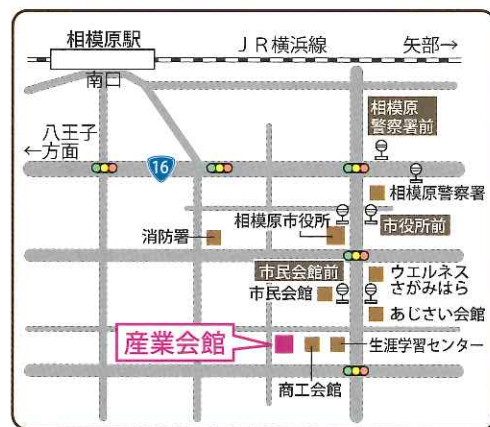 相模原駅
JR横浜線
矢部→
南口
相模原
警察署前
八王子
←方面
16
相模原警察署
相模原市役所
市役所前
消防署
市民会館前
ウエルネス
さがみはら
市民会館
あじさい会館
産業会館
生涯学習センター
商工会館